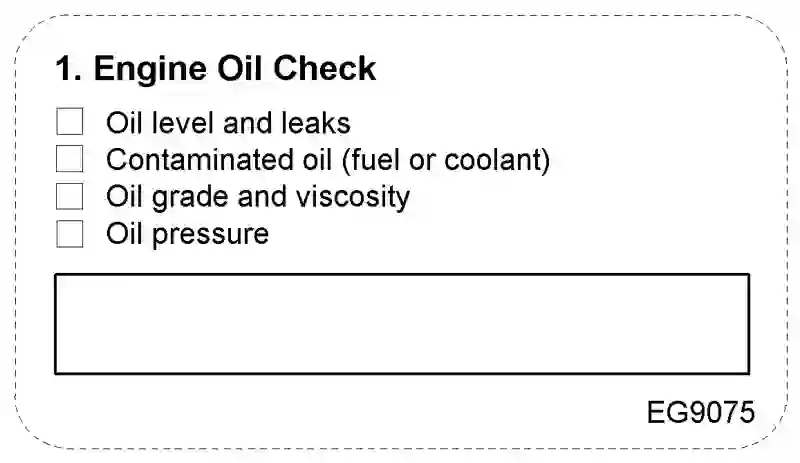 1. Engine Oil Check
Oil level and leaks
Contaminated oil (fuel or coolant)
Oil grade and viscosity
Oil pressure
EG9075